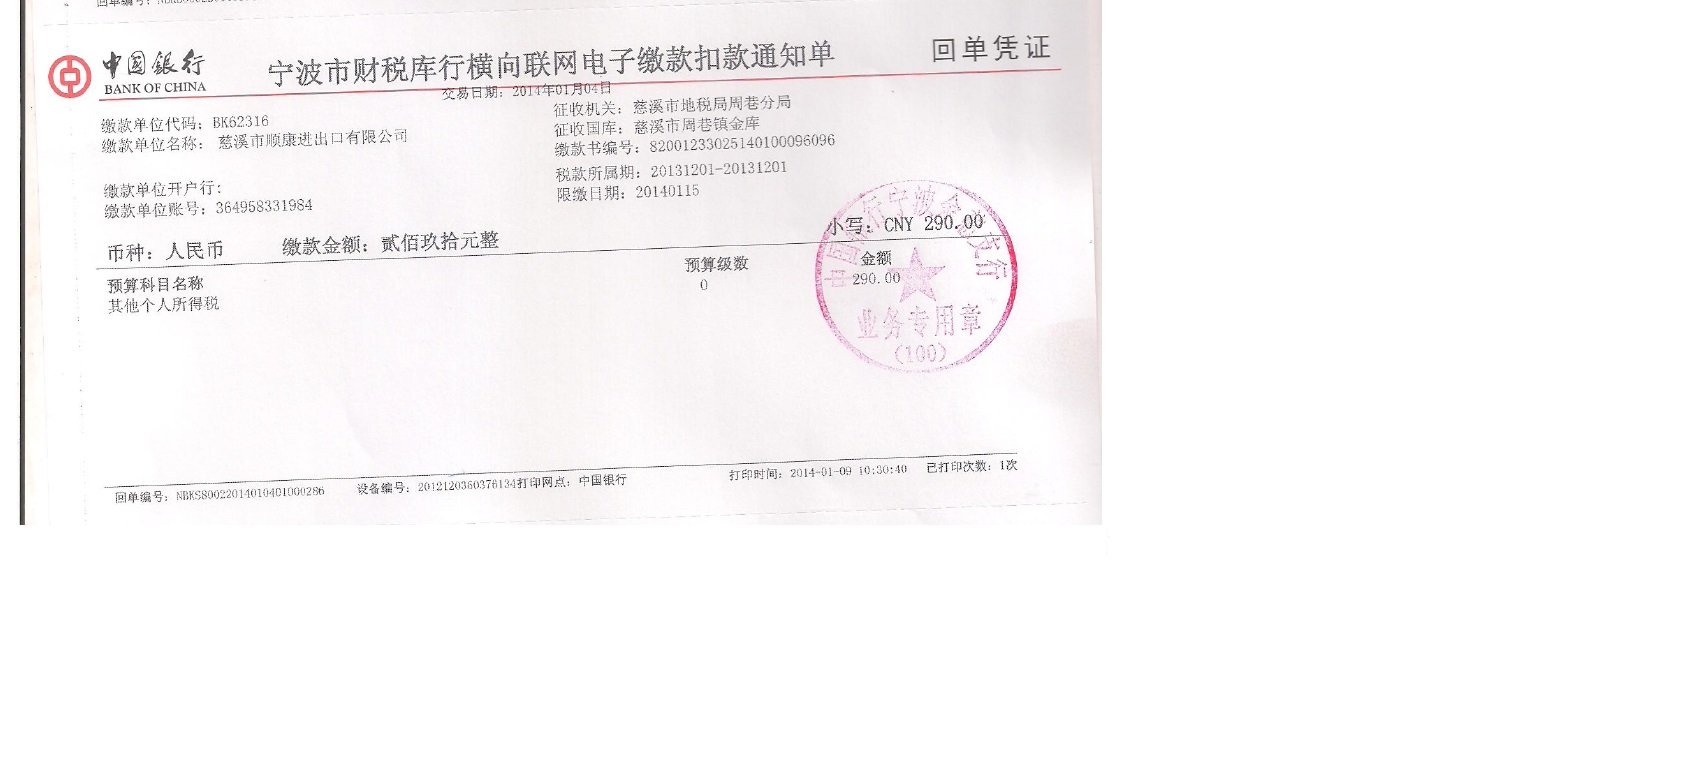 中国银行
BANK OF CHINA
宁波市财税库行横向联网电子缴款扣款通知单
回单凭证
交易日期：2014年01月04日
缴款单位代码：BK62316
征收机关：慈溪市地税局周巷分局
缴款单位名称：慈溪市顺康进出口有限公司
征收国库：慈溪市周巷镇金库
缴款书编号：82001233025140100096096
税款所属期：20131201-20131201
缴款单位开户行：
限缴日期：20140115
缴款单位账号：364958331984
币种：人民币 缴款金额：贰佰玖拾元整 小写：CNY 290.00
预算科目名称 预算级数 金额
其他个人所得税 0 290.00
业务专用章
(100)
回单编号：NBKS80022014010401000286 设备编号：2012120360376134打印网点：中国银行 打印时间：2014-01-09 10:30:40 已打印次数：1次